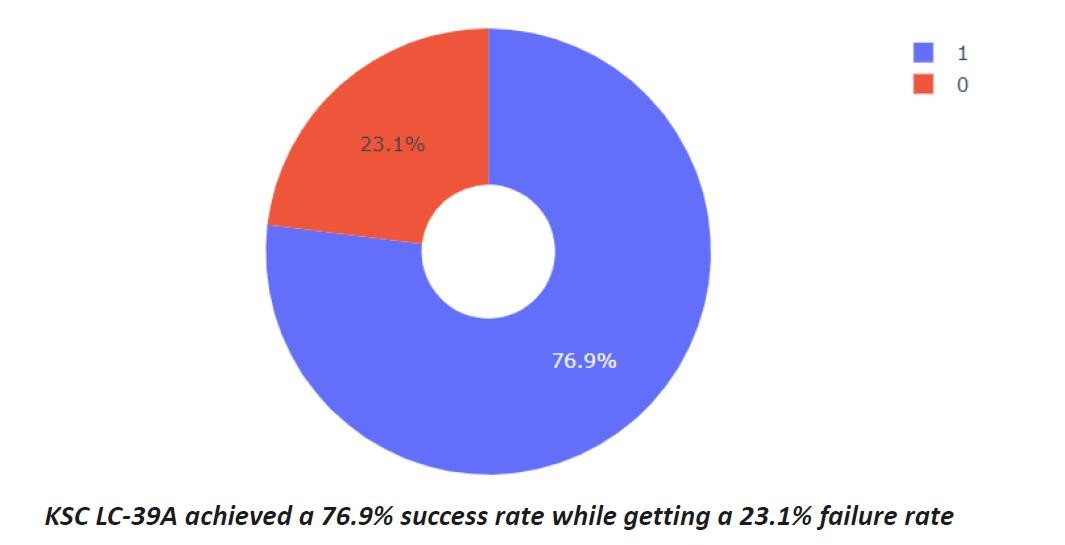 1
0
23.1%
76.9%
KSC LC-39A achieved a 76.9% success rate while getting a 23.1% failure rate